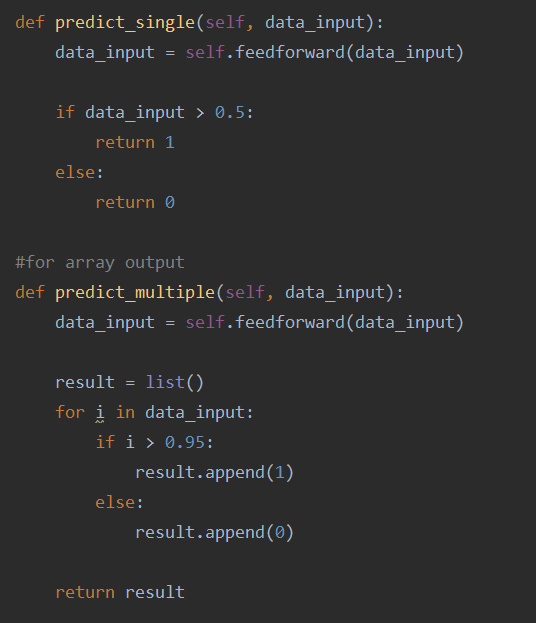 def predict_single(self, data_input):
    data_input = self.feedforward(data_input)

    if data_input > 0.5:
        return 1
    else:
        return 0

#for array output
def predict_multiple(self, data_input):
    data_input = self.feedforward(data_input)

    result = list()
    for i in data_input:
        if i > 0.95:
            result.append(1)
        else:
            result.append(0)

    return result